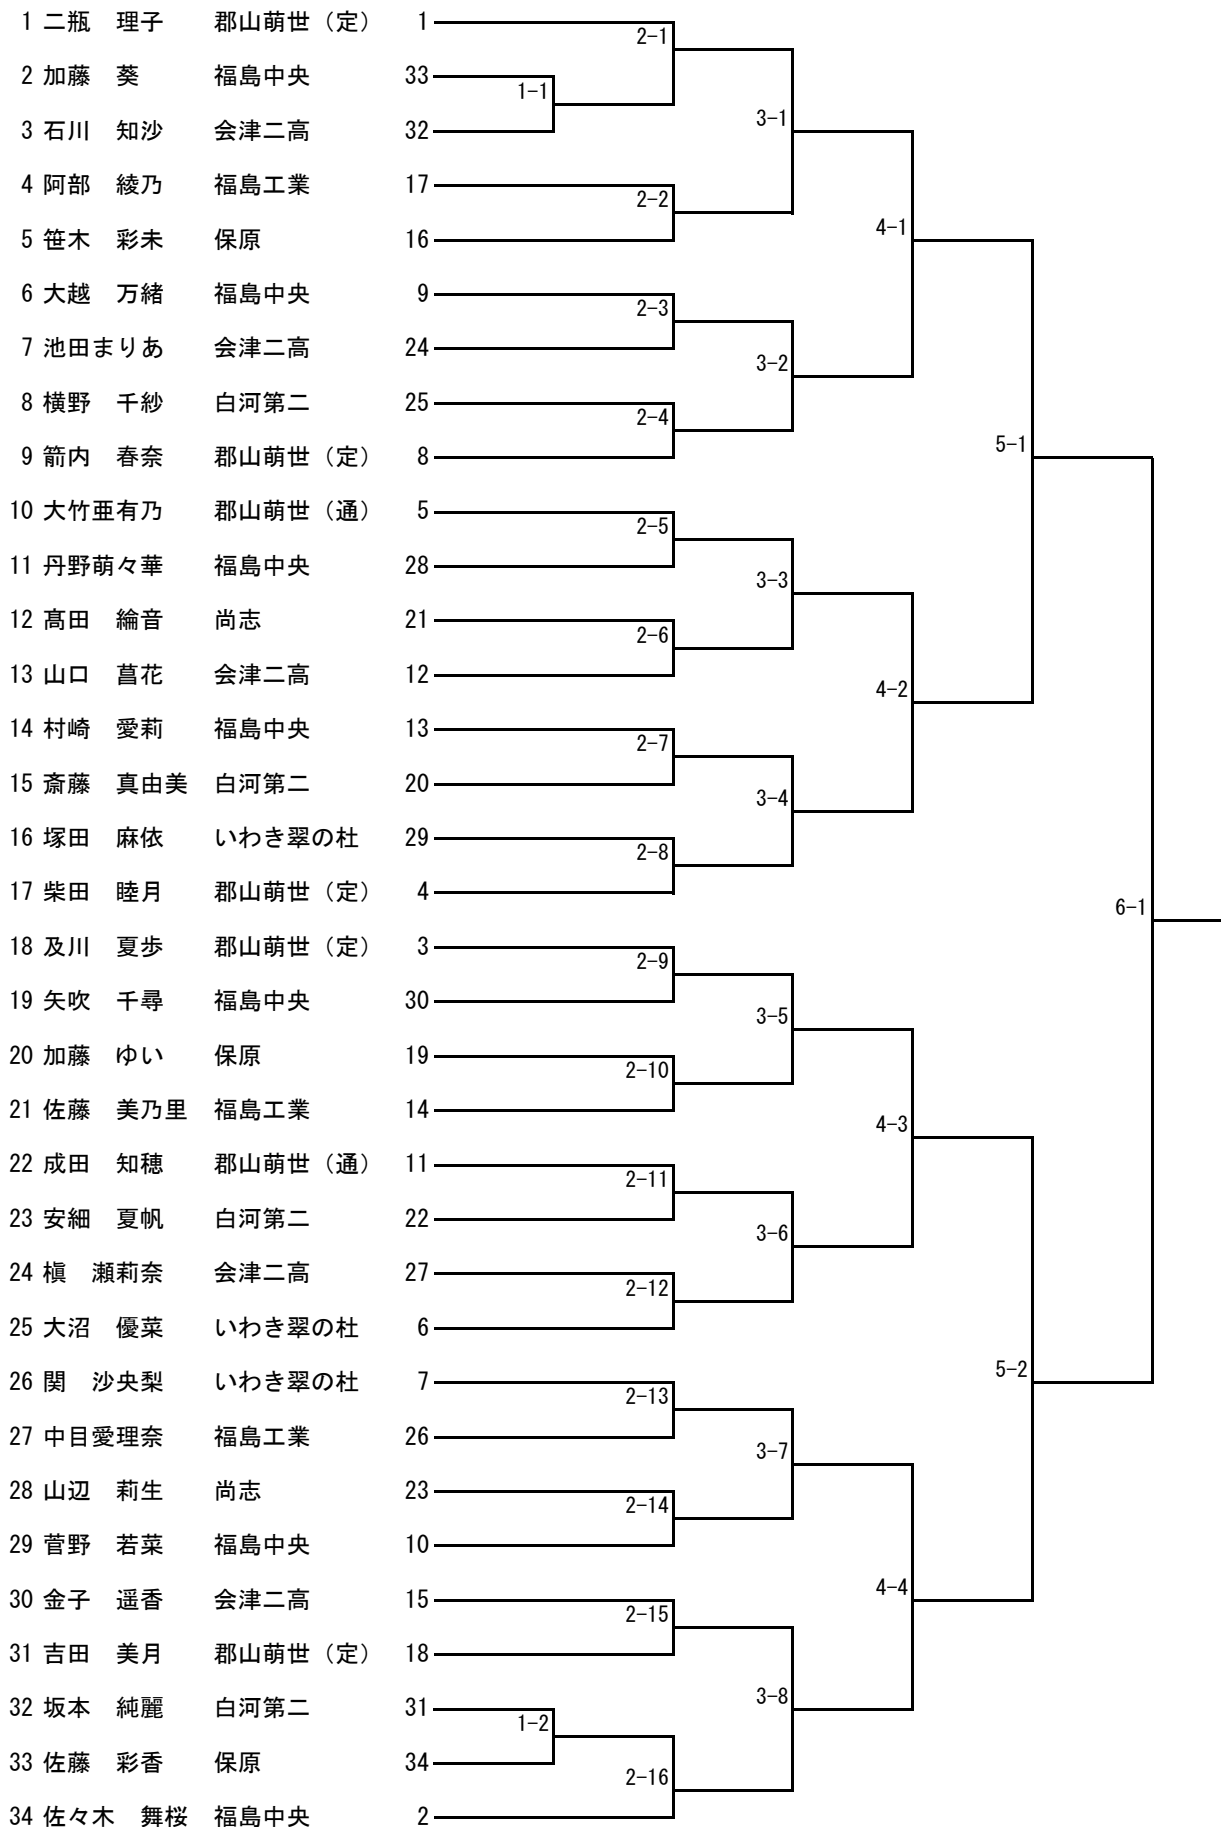 1 二瓶　理子　郡山萌世（定） 1
2-1
2 加藤　葵　福島中央 33
1-1
3 石川　知沙　会津二高 32
3-1
4 阿部　綾乃　福島工業 17
2-2
5 笹木　彩未　保原 16
4-1
6 大越　万緒　福島中央 9
2-3
7 池田まりあ　会津二高 24
3-2
8 横野　千紗　白河第二 25
2-4
9 箭内　春奈　郡山萌世（定） 8
5-1
10 大竹亜有乃　郡山萌世（通） 5
2-5
11 丹野萌々華　福島中央 28
3-3
12 髙田　綸音　尚志 21
2-6
13 山口　菖花　会津二高 12
4-2
14 村崎　愛莉　福島中央 13
2-7
15 斎藤　真由美　白河第二 20
3-4
16 塚田　麻依　いわき翠の杜 29
2-8
17 柴田　睦月　郡山萌世（定） 4
6-1
18 及川　夏歩　郡山萌世（定） 3
2-9
19 矢吹　千尋　福島中央 30
3-5
20 加藤　ゆい　保原 19
2-10
21 佐藤　美乃里　福島工業 14
4-3
22 成田　知穂　郡山萌世（通） 11
2-11
23 安細　夏帆　白河第二 22
3-6
24 槇　瀬莉奈　会津二高 27
2-12
25 大沼　優菜　いわき翠の杜 6
5-2
26 関　沙央梨　いわき翠の杜 7
2-13
27 中目愛理奈　福島工業 26
3-7
28 山辺　莉生　尚志 23
2-14
29 菅野　若菜　福島中央 10
4-4
30 金子　遥香　会津二高 15
2-15
31 吉田　美月　郡山萌世（定） 18
3-8
32 坂本　純麗　白河第二 31
1-2
33 佐藤　彩香　保原 34
2-16
34 佐々木　舞桜　福島中央 2